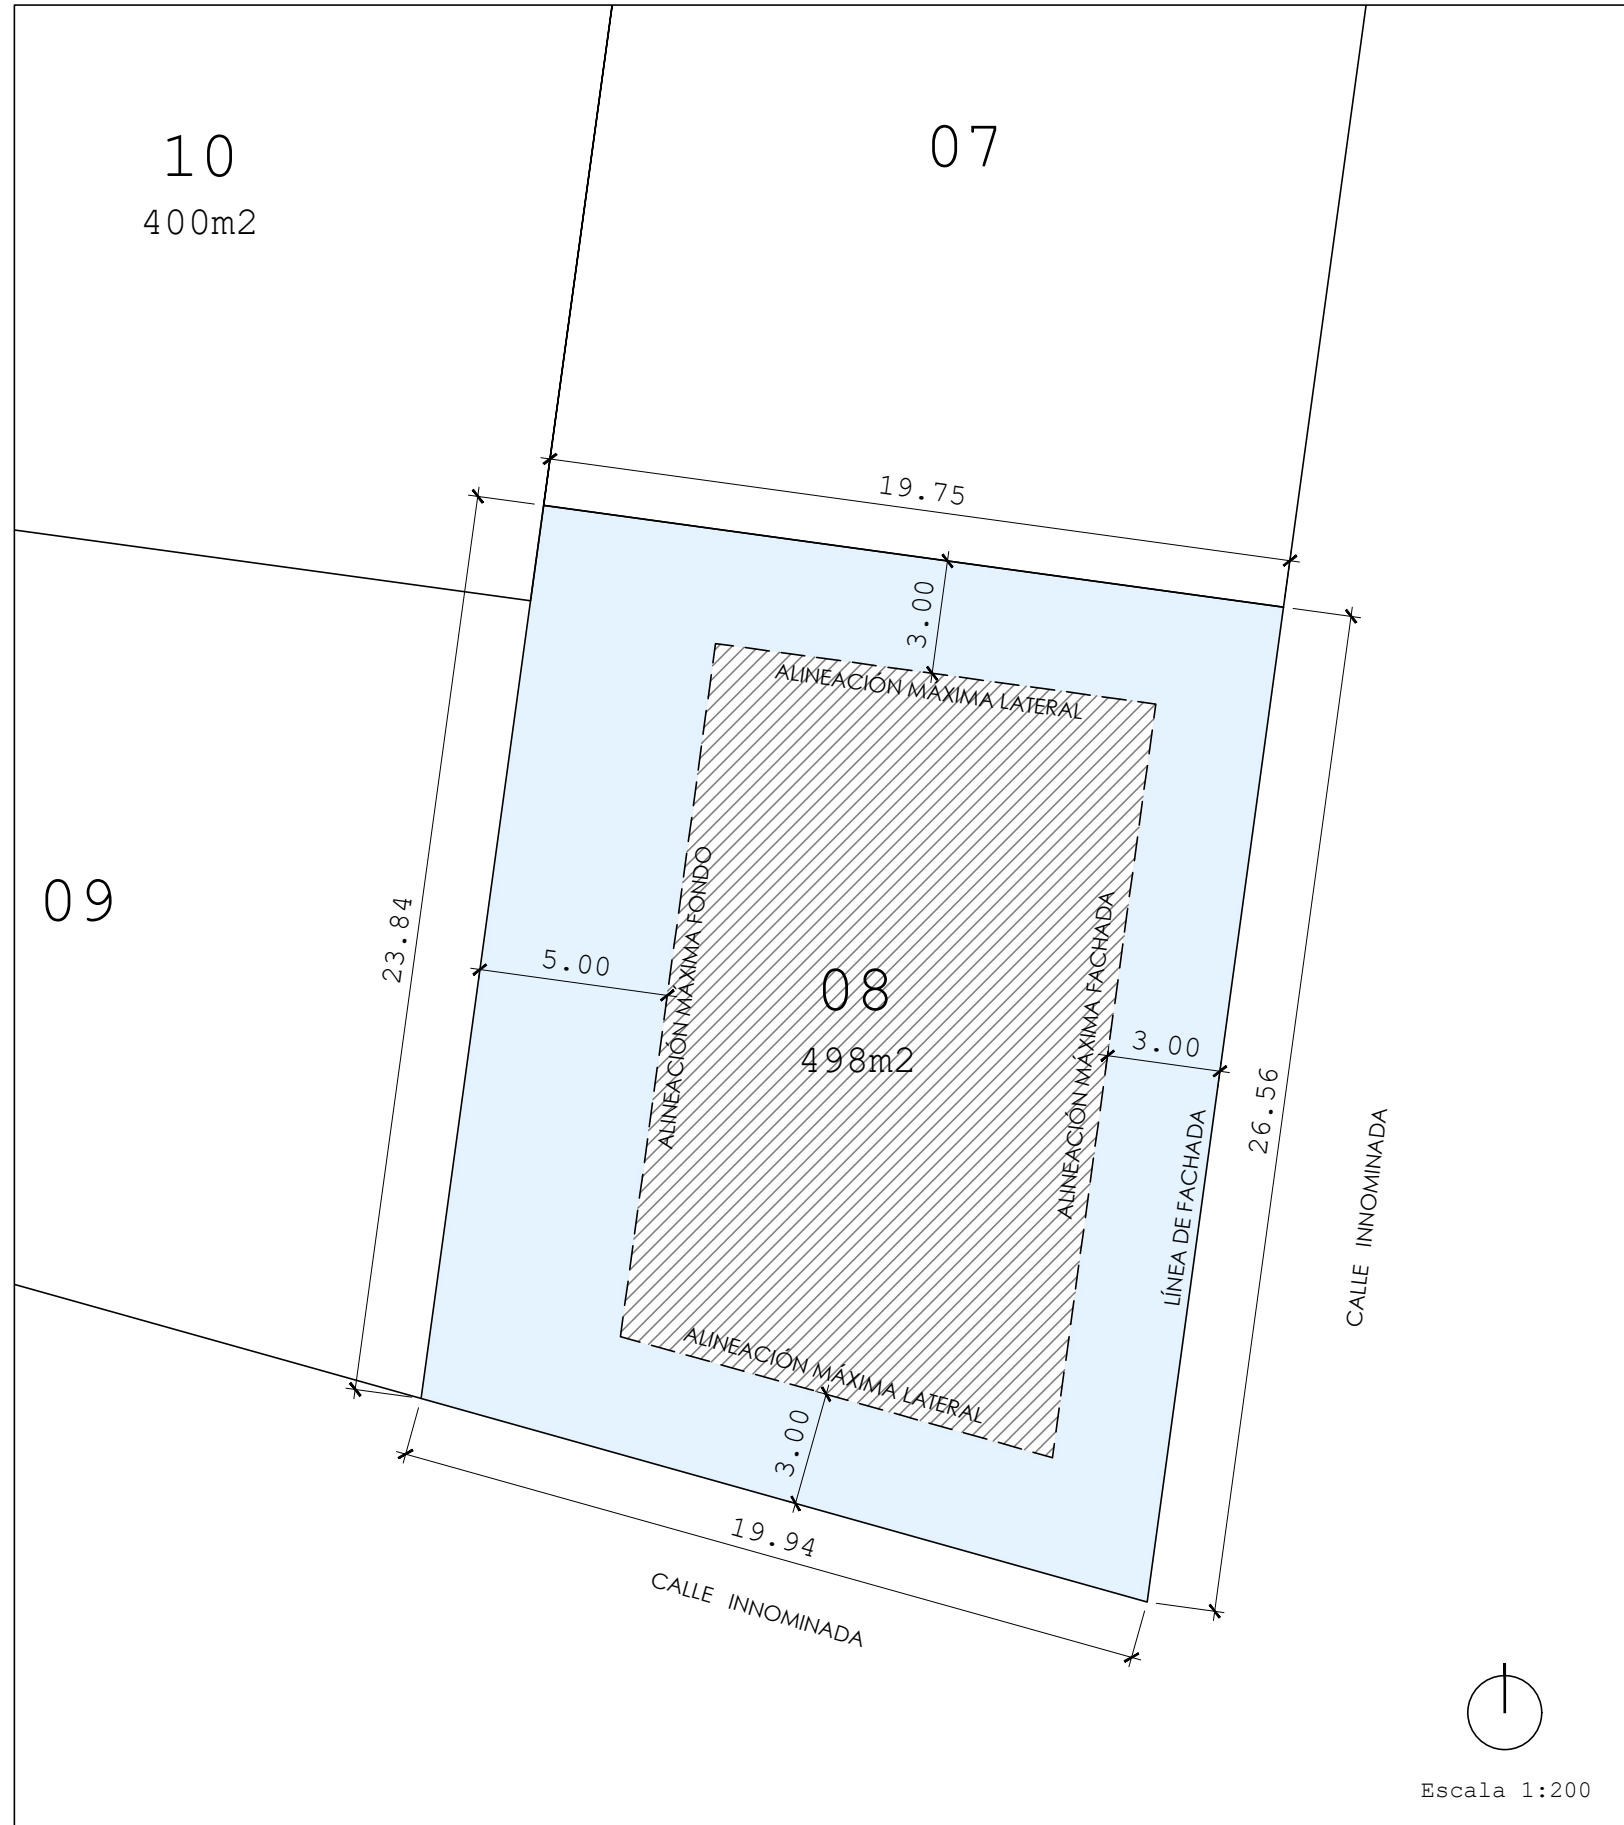 10
400m2
07
19.75
3.00
ALINEACIÓN MÁXIMA LATERAL
09
23.84
5.00
ALINEACIÓN MÁXIMA FONDO
08
498m2
ALINEACIÓN MÁXIMA FACHADA
3.00
LÍNEA DE FACHADA
26.56
CALLE INNOMINADA
ALINEACIÓN MÁXIMA LATERAL
3.00
19.94
CALLE INNOMINADA
Escala 1:200